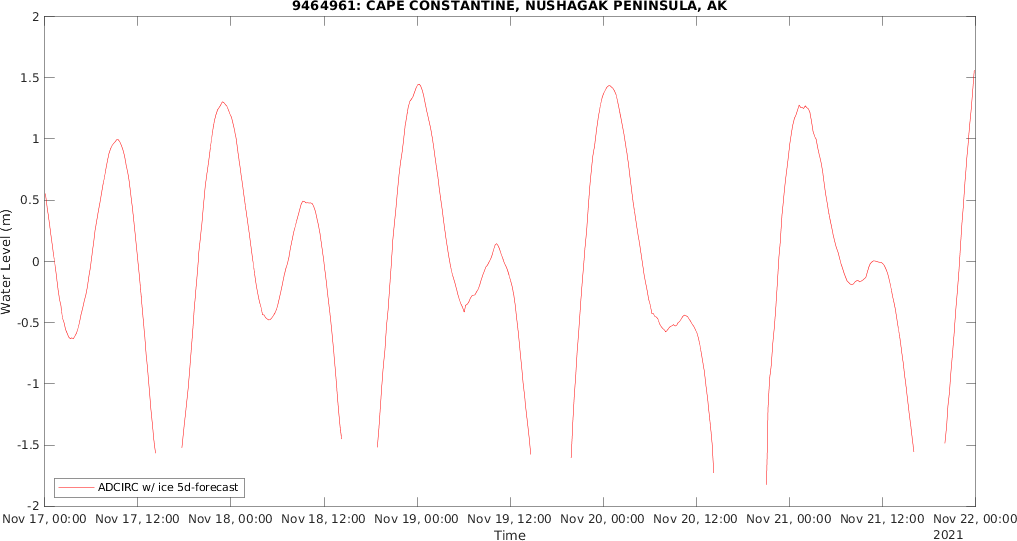 9464961: CAPE CONSTANTINE, NUSHAGAK PENINSULA, AK
2
1.5
1
0.5
0
-0.5
-1
-1.5
-2
Water Level (m)
ADCIRC w/ ice 5d-forecast
Nov 17, 00:00 Nov 17, 12:00 Nov 18, 00:00 Nov 18, 12:00 Nov 19, 00:00 Nov 19, 12:00 Nov 20, 00:00 Nov 20, 12:00 Nov 21, 00:00 Nov 21, 12:00 Nov 22, 00:00
Time
2021